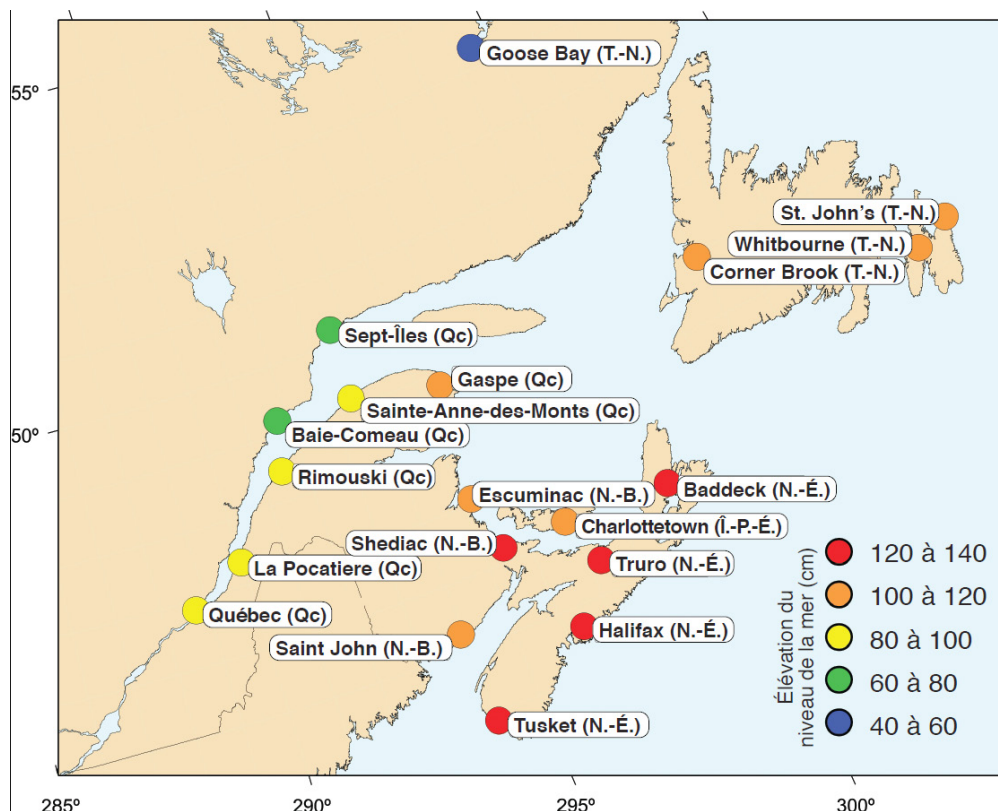 Goose Bay (T.-N.)
55º
St. John's (T.-N.)
Whitbourne (T.-N.)
Corner Brook (T.-N.)
Sept-Îles (Qc)
Gaspe (Qc)
Sainte-Anne-des-Monts (Qc)
50º
Baie-Comeau (Qc)
Rimouski (Qc)
Baddeck (N.-É.)
Escuminac (N.-B.)
Charlottetown (Î.-P.-É.)
Shediac (N.-B.)
Truro (N.-É.)
La Pocatiere (Qc)
Québec (Qc)
Halifax (N.-É.)
Saint John (N.-B.)
Tusket (N.-É.)
Élévation du
niveau de la mer (cm)
120 à 140
100 à 120
80 à 100
60 à 80
40 à 60
285º
290º
295º
300º